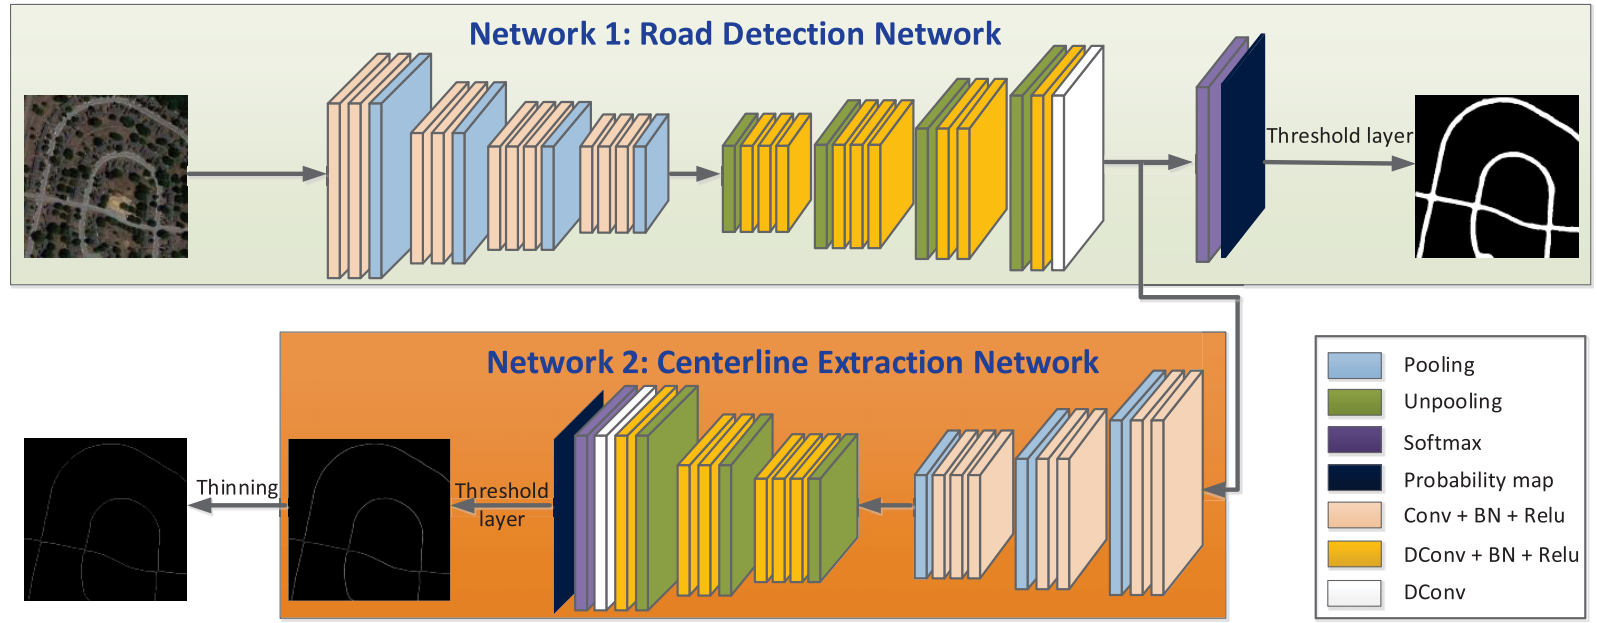 Network 1: Road Detection Network
Threshold layer
Network 2: Centerline Extraction Network
Thinning
Threshold
layer
Pooling
Unpooling
Softmax
Probability map
Conv + BN + Relu
DConv + BN + Relu
DConv